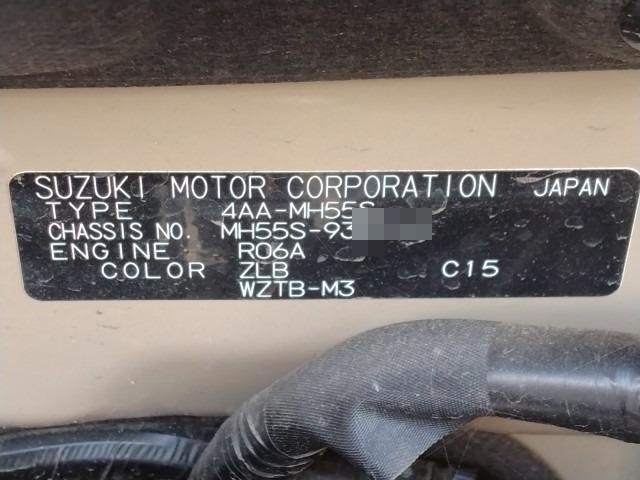 SUZUKI MOTOR CORPORATION JAPAN
TYPE 4AA-MH55S
CHASSIS NO. MH55S-93
ENGINE R06A
COLOR ZLB C15
WZTB-M3